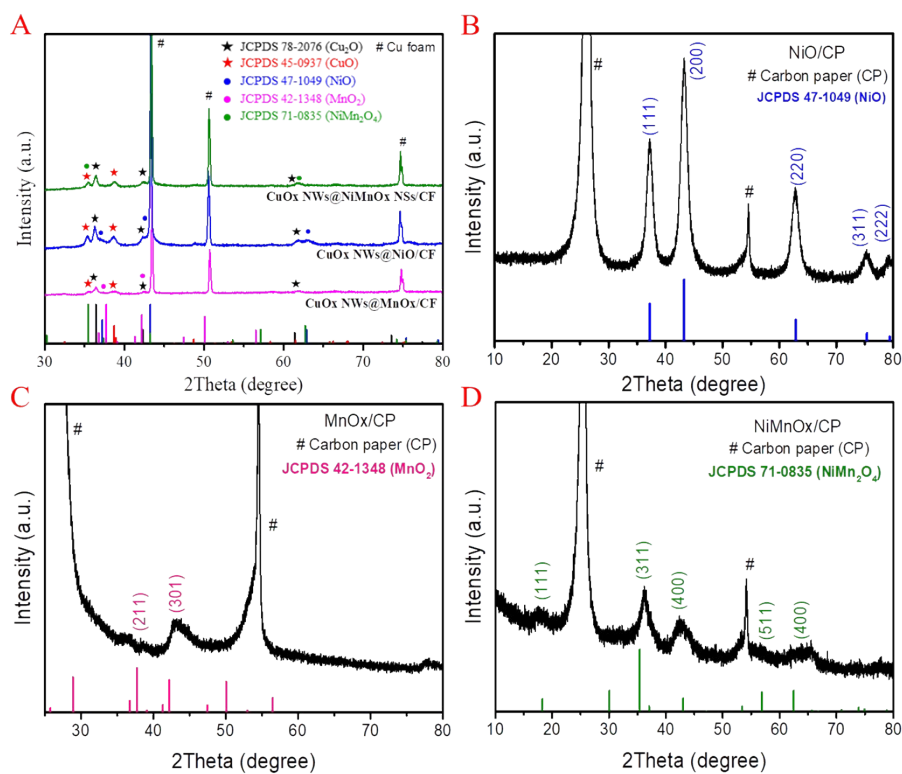 A
★ JCPDS 78-2076 (Cu₂O) # Cu foam
★ JCPDS 45-0937 (CuO)
● JCPDS 47-1049 (NiO)
● JCPDS 42-1348 (MnO₂)
● JCPDS 71-0835 (NiMn₂O₄)
#
#
#
CuOx NWs@NiMnOx NSs/CF
CuOx NWs@NiO/CF
CuOx NWs@MnOx/CF
Intensity (a.u.)
30 40 50 60 70 80
2Theta (degree)
B
NiO/CP
# Carbon paper (CP)
JCPDS 47-1049 (NiO)
#
(111)
(200)
#
(220)
(311)
(222)
Intensity (a.u.)
10 20 30 40 50 60 70 80
2Theta (degree)
C
MnOx/CP
# Carbon paper (CP)
JCPDS 42-1348 (MnO₂)
#
(211)
(301)
#
Intensity (a.u.)
30 40 50 60 70 80
2Theta (degree)
D
NiMnOx/CP
# Carbon paper (CP)
JCPDS 71-0835 (NiMn₂O₄)
(111)
#
(311)
(400)
#
(511)
(400)
Intensity (a.u.)
10 20 30 40 50 60 70 80
2Theta (degree)